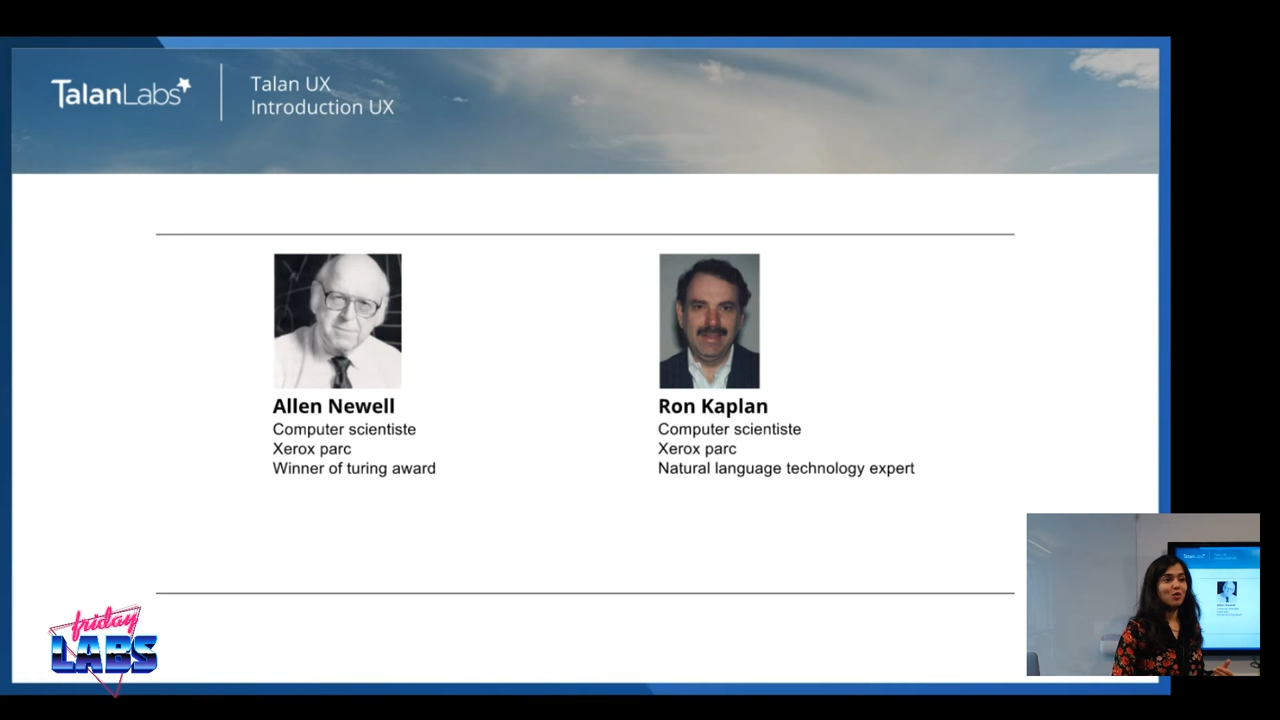 TalanLabs
Talan UX
Introduction UX
Allen Newell
Computer scientiste
Xerox parc
Winner of turing award
Ron Kaplan
Computer scientiste
Xerox parc
Natural language technology expert
friday
LABS